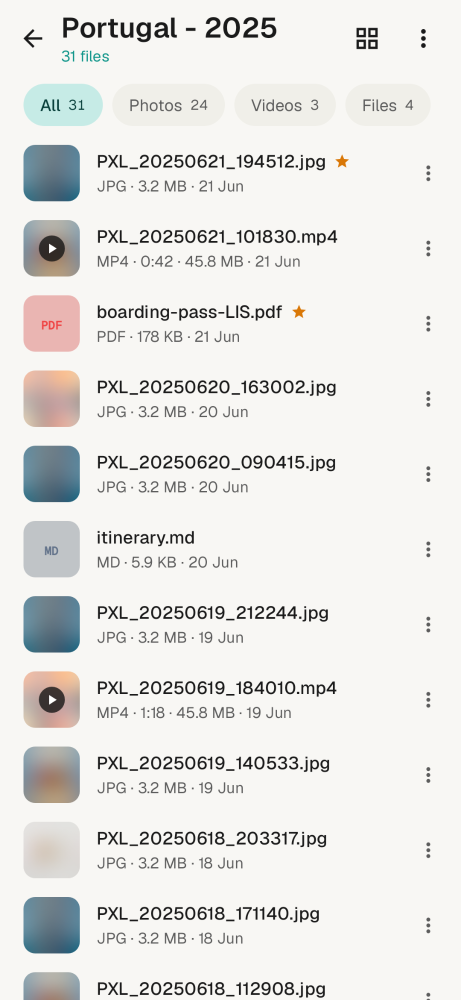 Portugal - 2025
31 files
All 31
Photos 24
Videos 3
Files 4
PXL_20250621_194512.jpg
JPG · 3.2 MB · 21 Jun
PXL_20250621_101830.mp4
MP4 · 0:42 · 45.8 MB · 21 Jun
PDF
boarding-pass-LIS.pdf
PDF · 178 KB · 21 Jun
PXL_20250620_163002.jpg
JPG · 3.2 MB · 20 Jun
PXL_20250620_090415.jpg
JPG · 3.2 MB · 20 Jun
MD
itinerary.md
MD · 5.9 KB · 20 Jun
PXL_20250619_212244.jpg
JPG · 3.2 MB · 19 Jun
PXL_20250619_184010.mp4
MP4 · 1:18 · 45.8 MB · 19 Jun
PXL_20250619_140533.jpg
JPG · 3.2 MB · 19 Jun
PXL_20250618_203317.jpg
JPG · 3.2 MB · 18 Jun
PXL_20250618_171140.jpg
JPG · 3.2 MB · 18 Jun
PXL_20250618_112908.jpg